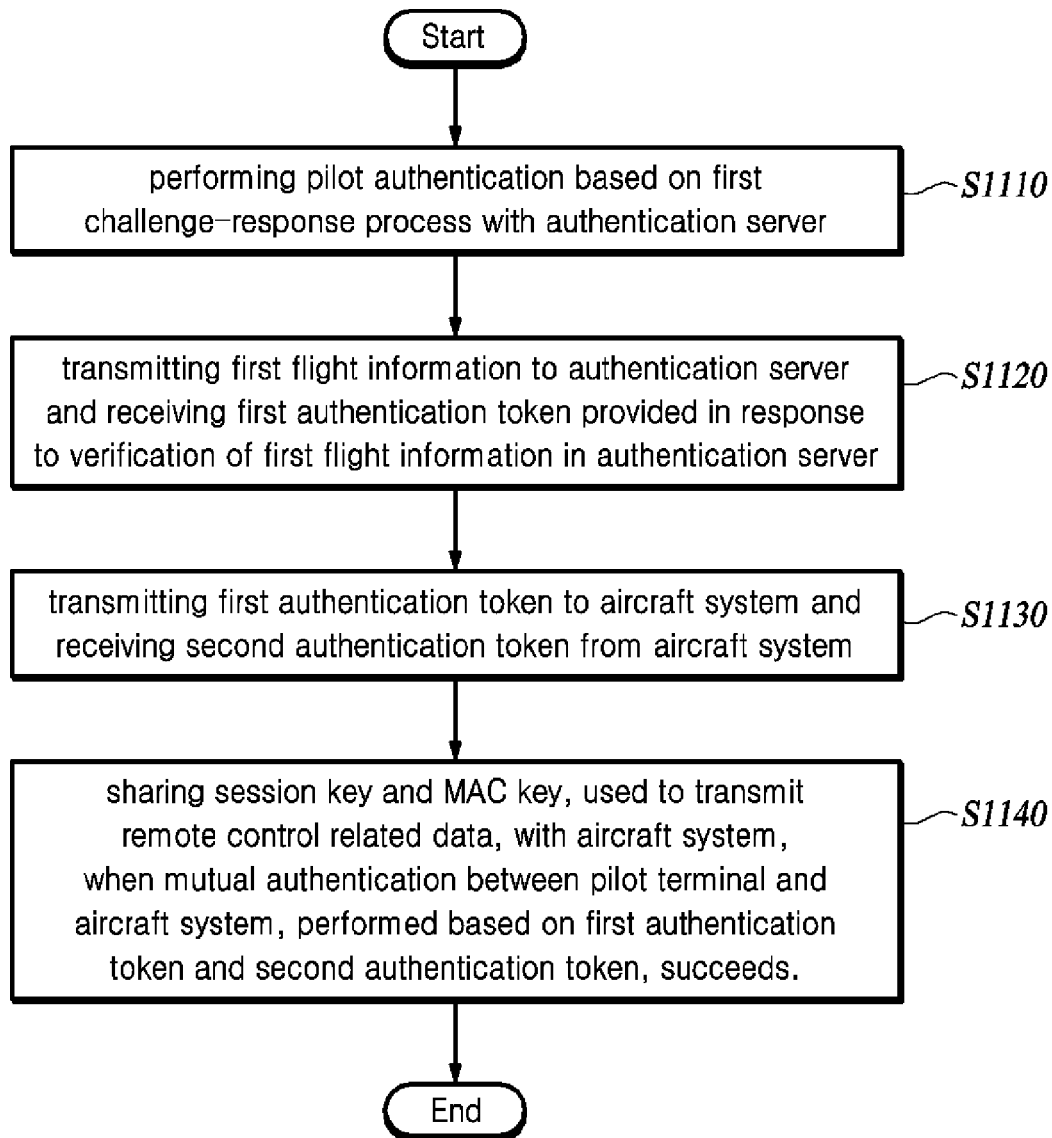 Start
performing pilot authentication based on first
challenge-response process with authentication server
S1110
transmitting first flight information to authentication server
and receiving first authentication token provided in response
to verification of first flight information in authentication server
S1120
transmitting first authentication token to aircraft system and
receiving second authentication token from aircraft system
S1130
sharing session key and MAC key, used to transmit
remote control related data, with aircraft system,
when mutual authentication between pilot terminal and
aircraft system, performed based on first authentication
token and second authentication token, succeeds.
S1140
End